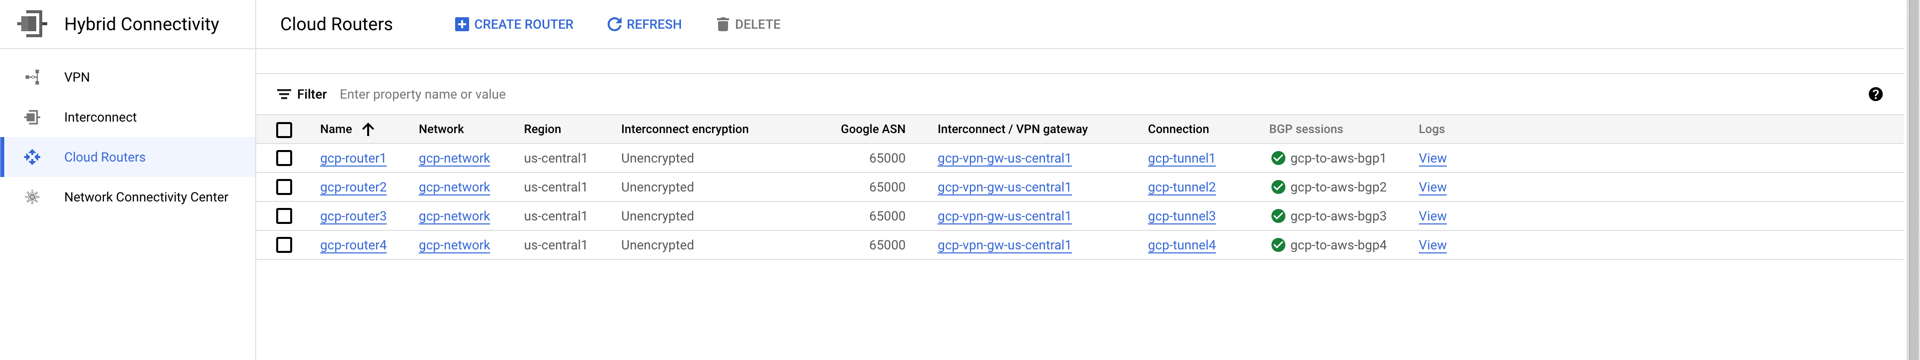 Hybrid Connectivity
Cloud Routers
CREATE ROUTER
REFRESH
DELETE
VPN
Interconnect
Cloud Routers
Network Connectivity Center
Filter Enter property name or value
Name Network Region Interconnect encryption Google ASN Interconnect / VPN gateway Connection BGP sessions Logs
gcp-router1 gcp-network us-central1 Unencrypted 65000 gcp-vpn-gw-us-central1 gcp-tunnel1 gcp-to-aws-bgp1 View
gcp-router2 gcp-network us-central1 Unencrypted 65000 gcp-vpn-gw-us-central1 gcp-tunnel2 gcp-to-aws-bgp2 View
gcp-router3 gcp-network us-central1 Unencrypted 65000 gcp-vpn-gw-us-central1 gcp-tunnel3 gcp-to-aws-bgp3 View
gcp-router4 gcp-network us-central1 Unencrypted 65000 gcp-vpn-gw-us-central1 gcp-tunnel4 gcp-to-aws-bgp4 View